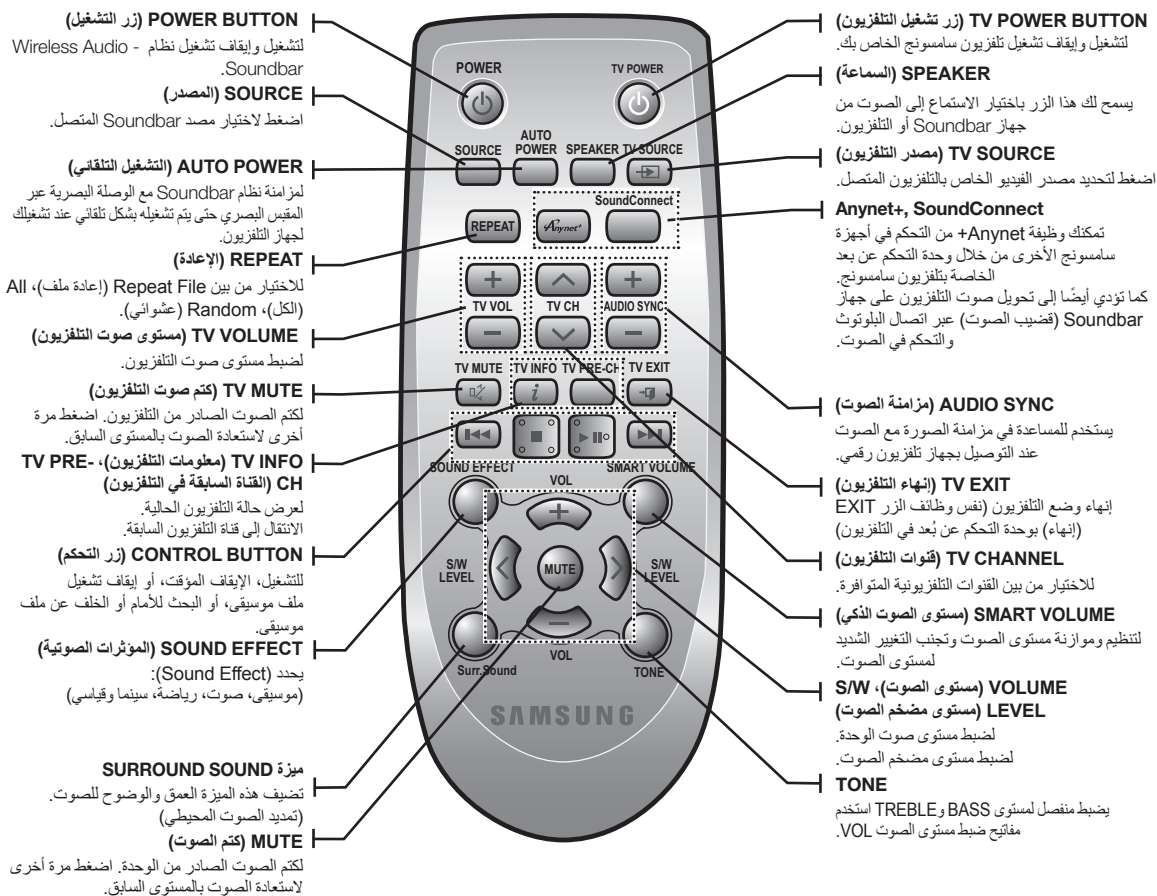 POWER BUTTON (زر التشغيل)
لتشغيل وإيقاف تشغيل نظام Wireless Audio -
Soundbar.
SOURCE (المصدر)
اضغط لاختيار مصد Soundbar المتصل.
AUTO POWER (التشغيل التلقائي)
لمزامنة نظام Soundbar مع الوصلة البصرية عبر
المقبس البصري حتى يتم تشغيله بشكل تلقائي عند تشغيلك
لجهاز التلفزيون.
REPEAT (الإعادة)
للاختيار من بين Repeat File (إعادة ملف)، All
(الكل)، Random (عشوائي).
TV VOLUME (مستوى صوت التلفزيون)
لضبط مستوى صوت التلفزيون.
TV MUTE (كتم صوت التلفزيون)
لكتم الصوت الصادر من التلفزيون. اضغط مرة
أخرى لاستعادة الصوت بالمستوى السابق.
TV INFO (معلومات التلفزيون)، TV PRE-
CH (القناة السابقة في التلفزيون)
لعرض حالة التلفزيون الحالية.
الانتقال إلى قناة التلفزيون السابقة.
CONTROL BUTTON (زر التحكم)
للتشغيل، الإيقاف المؤقت، أو إيقاف تشغيل
ملف موسيقى، أو البحث للأمام أو الخلف عن ملف
موسيقى.
SOUND EFFECT (المؤثرات الصوتية)
يحدد (Sound Effect):
(موسيقى، صوت، رياضة، سينما وقياسي)
ميزة SURROUND SOUND
تضيف هذه الميزة العمق والوضوح للصوت.
(تمديد الصوت المحيطي)
MUTE (كتم الصوت)
لكتم الصوت الصادر من الوحدة. اضغط مرة أخرى
لاستعادة الصوت بالمستوى السابق.
POWER
TV POWER
SOURCE
AUTO
POWER
SPEAKER
TV SOURCE
SoundConnect
REPEAT
Anynet+
TV VOL
TV CH
AUDIO SYNC
TV MUTE
TV INFO
TV PRE-CH
TV EXIT
SOUND EFFECT
SMART VOLUME
VOL
S/W
LEVEL
MUTE
S/W
LEVEL
VOL
Surr.Sound
TONE
SAMSUNG
TV POWER BUTTON (زر تشغيل التلفزيون)
لتشغيل وإيقاف تشغيل تلفزيون سامسونج الخاص بك.
SPEAKER (السماعة)
يسمح لك هذا الزر باختيار الاستماع إلى الصوت من
جهاز Soundbar أو التلفزيون.
TV SOURCE (مصدر التلفزيون)
اضغط لتحديد مصدر الفيديو الخاص بالتلفزيون المتصل.
Anynet+, SoundConnect
تمكنك وظيفة Anynet+ من التحكم في أجهزة
سامسونج الأخرى من خلال وحدة التحكم عن بعد
الخاصة بتلفزيون سامسونج.
كما تؤدي أيضًا إلى تحويل صوت التلفزيون على جهاز
Soundbar (قضيب الصوت) عبر اتصال البلوتوث
والتحكم في الصوت.
AUDIO SYNC (مزامنة الصوت)
يستخدم للمساعدة في مزامنة الصورة مع الصوت
عند التوصيل بجهاز تلفزيون رقمي.
TV EXIT (إنهاء التلفزيون)
إنهاء وضع التلفزيون (نفس وظائف الزر EXIT
(إنهاء) بوحدة التحكم عن بُعد في التلفزيون)
TV CHANNEL (قنوات التلفزيون)
للاختيار من بين القنوات التلفزيونية المتوافرة.
SMART VOLUME (مستوى الصوت الذكي)
لتنظيم وموازنة مستوى الصوت وتجنب التغيير الشديد
لمستوى الصوت.
VOLUME (مستوى الصوت)، S/W
LEVEL (مستوى مضخم الصوت)
لضبط مستوى صوت الوحدة.
لضبط مستوى مضخم الصوت.
TONE
يضبط منفصل لمستوى BASS وTREBLE استخدم
مفاتيح ضبط مستوى الصوت VOL.